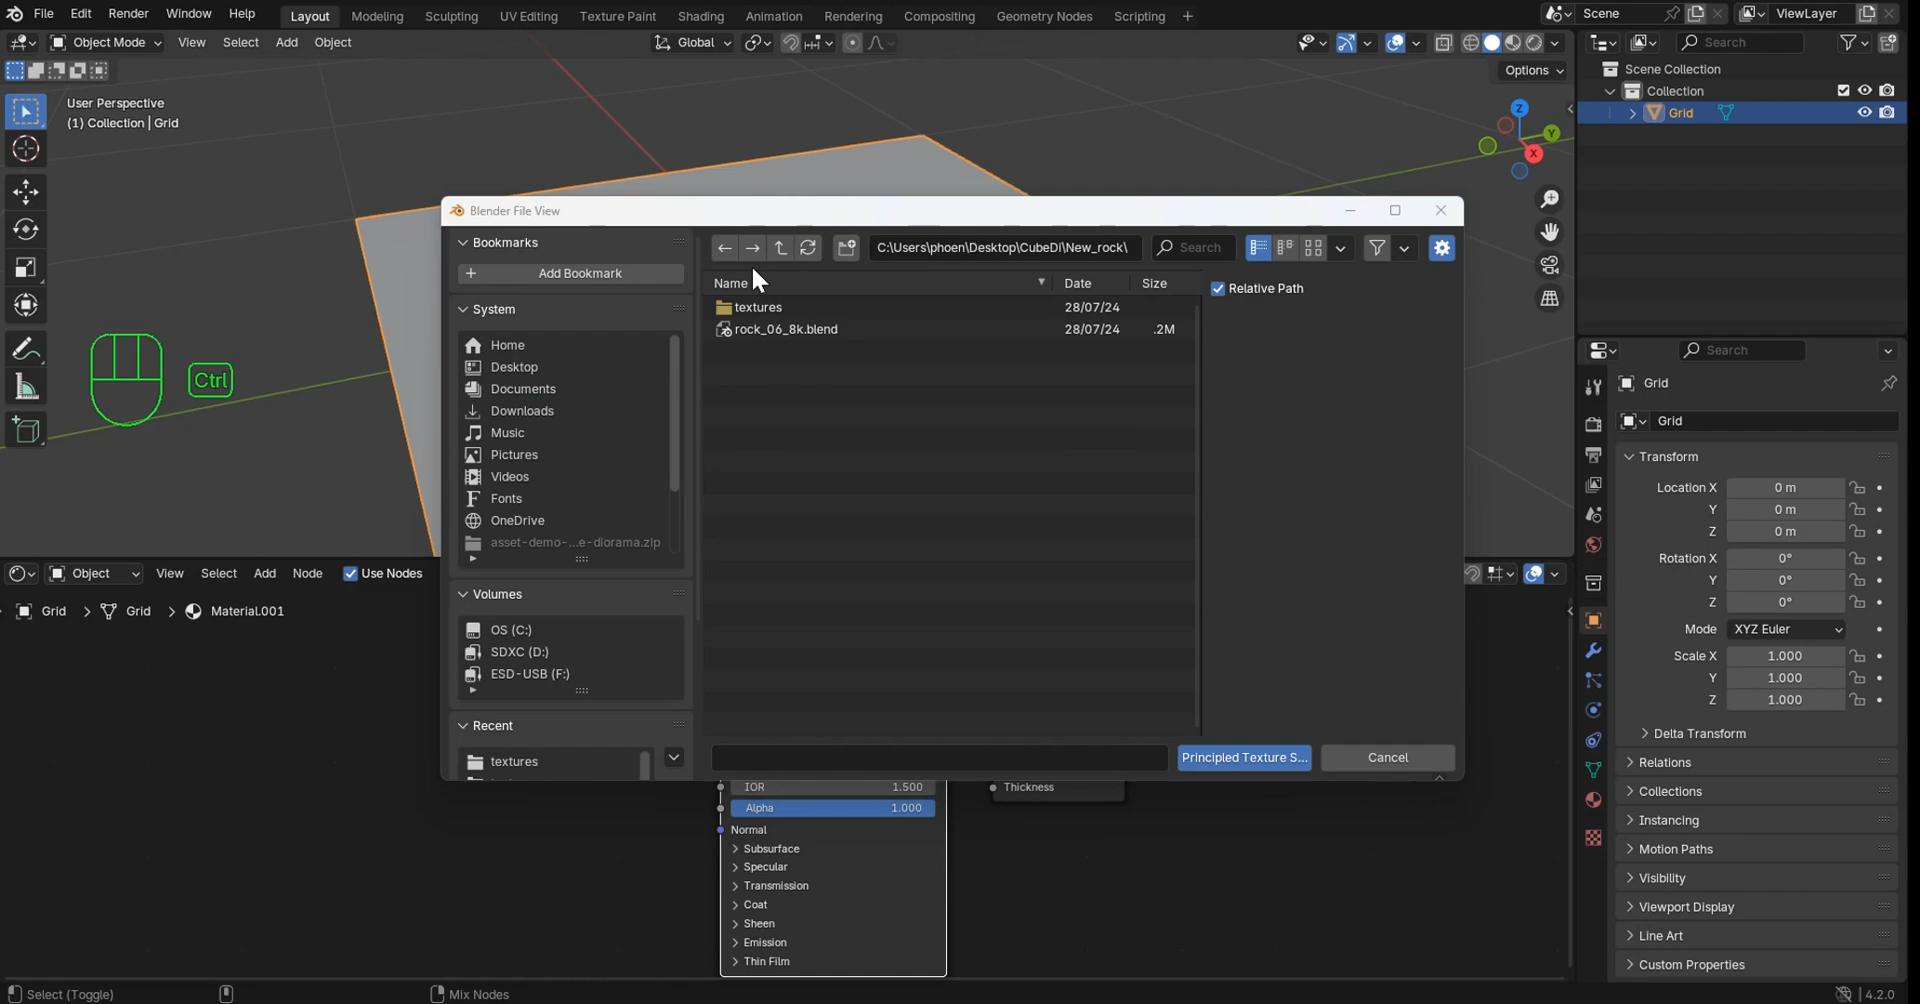 File Edit Render Window Help Layout Modeling Sculpting UV Editing Texture Paint Shading Animation Rendering Compositing Geometry Nodes Scripting + Scene ViewLayer
Object Mode View Select Add Object Global Search
Options
User Perspective
(1) Collection | Grid
Z
Y
X
Scene Collection
Collection
Grid
Ctrl
Blender File View
Bookmarks
Add Bookmark
System
Home
Desktop
Documents
Downloads
Music
Pictures
Videos
Fonts
OneDrive
asset-demo-...e-diorama.zip
Volumes
OS (C:)
SDXC (D:)
ESD-USB (F:)
Recent
textures
C:\Users\phoen\Desktop\CubeDi\New_rock\ Search
Name Date Size
textures 28/07/24
rock_06_8k.blend 28/07/24 .2M
Relative Path
Principled Texture S... Cancel
Object View Select Add Node Use Nodes
Grid > Grid > Material.001
IOR 1.500
Alpha 1.000
Normal
Subsurface
Specular
Transmission
Coat
Sheen
Emission
Thin Film
Thickness
Search
Grid
Grid
Transform
Location X 0 m
Y 0 m
Z 0 m
Rotation X 0°
Y 0°
Z 0°
Mode XYZ Euler
Scale X 1.000
Y 1.000
Z 1.000
Delta Transform
Relations
Collections
Instancing
Motion Paths
Visibility
Viewport Display
Line Art
Custom Properties
Select (Toggle) Mix Nodes 4.2.0